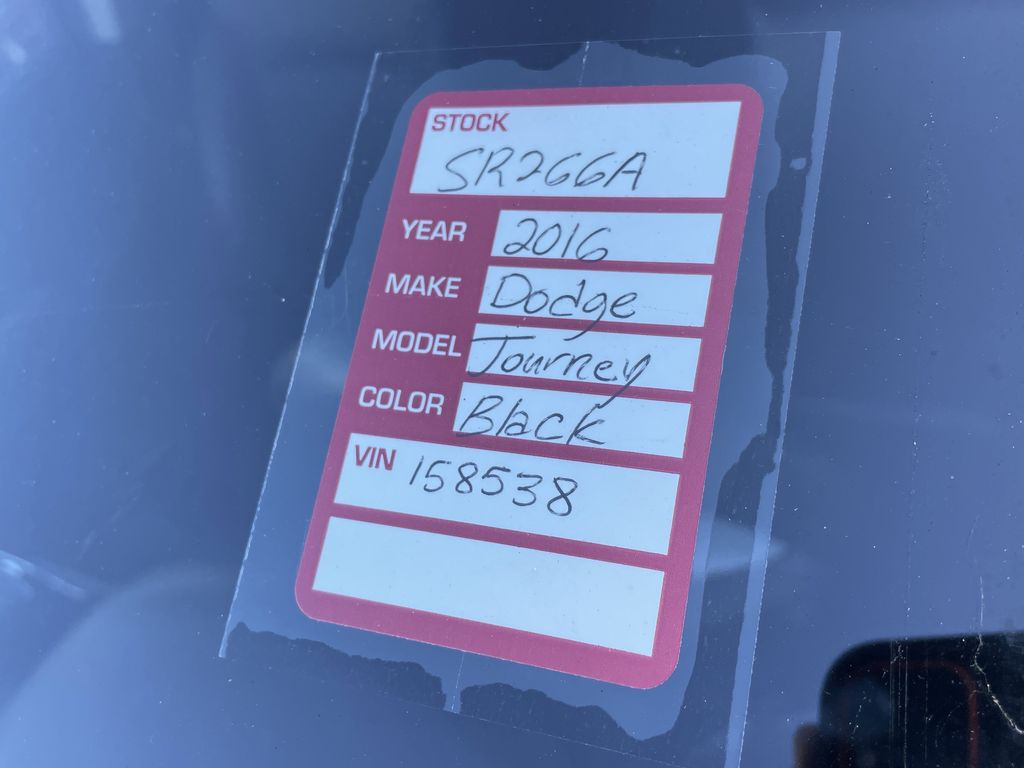 STOCK
SR266A
YEAR 2016
MAKE Dodge
MODEL Journey
COLOR Black
VIN 158538